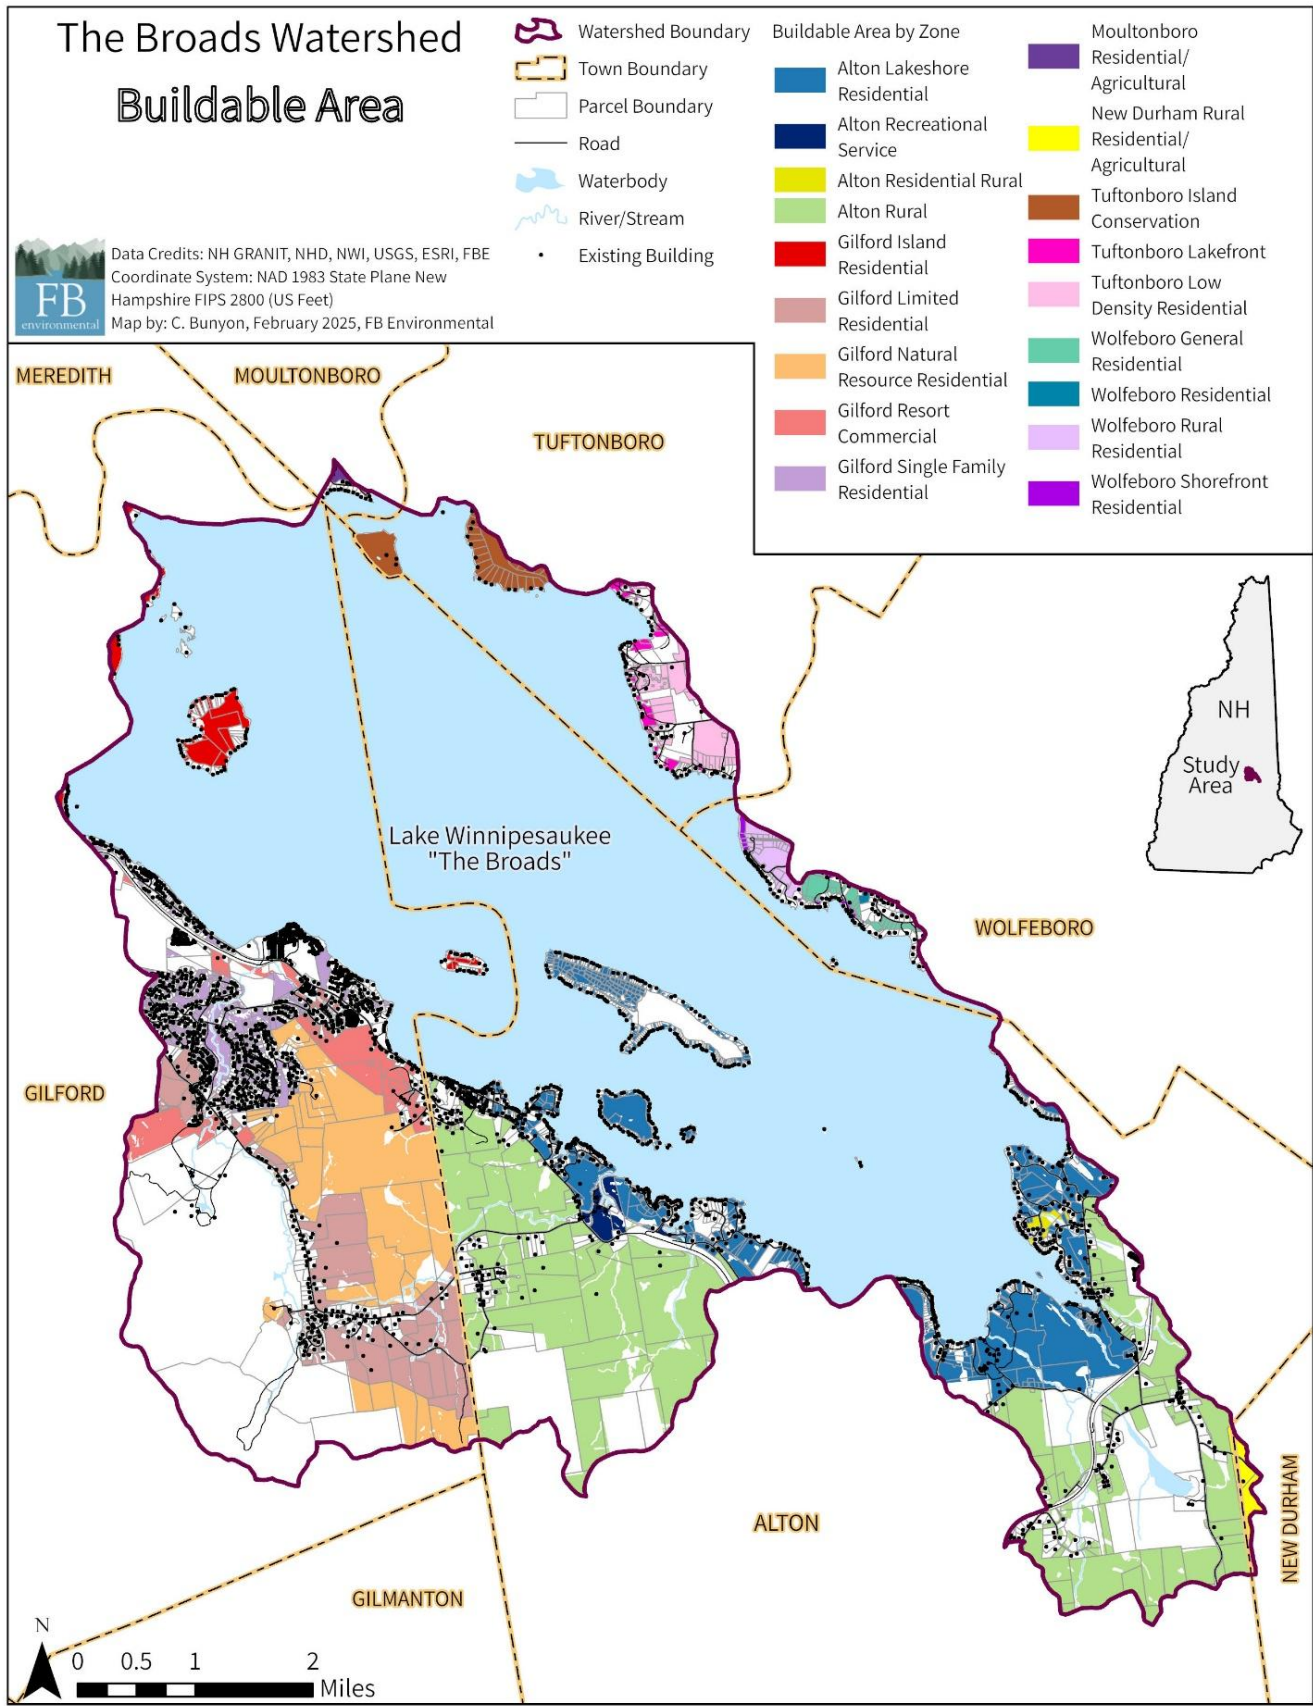 The Broads Watershed
Buildable Area
FB
environmental
Data Credits: NH GRANIT, NHD, NWI, USGS, ESRI, FBE
Coordinate System: NAD 1983 State Plane New
Hampshire FIPS 2800 (US Feet)
Map by: C. Bunyon, February 2025, FB Environmental
Watershed Boundary
Town Boundary
Parcel Boundary
Road
Waterbody
River/Stream
Existing Building
Buildable Area by Zone
Alton Lakeshore
Residential
Alton Recreational
Service
Alton Residential Rural
Alton Rural
Gilford Island
Residential
Gilford Limited
Residential
Gilford Natural
Resource Residential
Gilford Resort
Commercial
Gilford Single Family
Residential
Moultonboro
Residential/
Agricultural
New Durham Rural
Residential/
Agricultural
Tuftonboro Island
Conservation
Tuftonboro Lakefront
Tuftonboro Low
Density Residential
Wolfeboro General
Residential
Wolfeboro Residential
Wolfeboro Rural
Residential
Wolfeboro Shorefront
Residential
MEREDITH
MOULTONBORO
TUFTONBORO
NH
Study
Area
Lake Winnipesaukee
"The Broads"
WOLFEBORO
GILFORD
ALTON
NEW DURHAM
GILMANTON
N
0 0.5 1 2
Miles